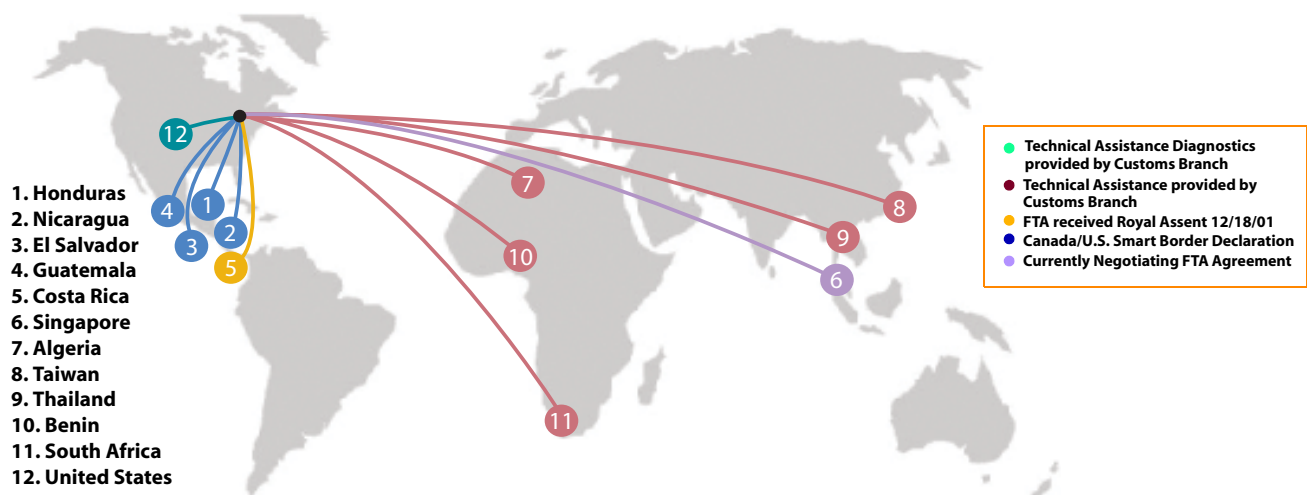 12
1
4
2
3
5
7
8
9
10
6
11
1. Honduras
2. Nicaragua
3. El Salvador
4. Guatemala
5. Costa Rica
6. Singapore
7. Algeria
8. Taiwan
9. Thailand
10. Benin
11. South Africa
12. United States
Technical Assistance Diagnostics
provided by Customs Branch
Technical Assistance provided by
Customs Branch
FTA received Royal Assent 12/18/01
Canada/U.S. Smart Border Declaration
Currently Negotiating FTA Agreement